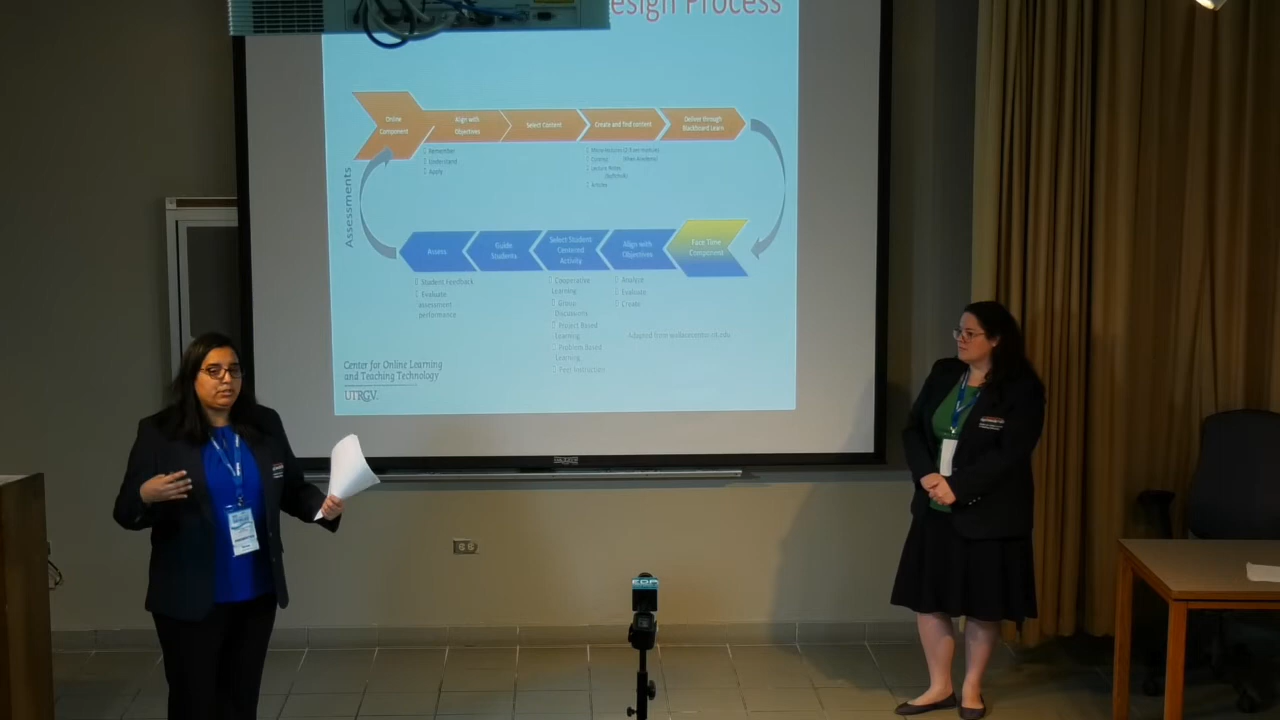 esign Process
Online
Component
Align with
Objectives
Select Content
Create and find content
Deliver through
Blackboard Learn
Remember
Understand
Apply
Articles
Assessments
Assess
Guide
Students
Select Student
Centered
Activity
Align with
Objectives
Face Time
Component
Student Feedback
Evaluate
assessment
performance
Cooperative
Learning
Group
Discussions
Project Based
Learning
Problem Based
Learning
Peer Instruction
Analyze
Evaluate
Create
Adapted from
Center for Online Learning
and Teaching Technology
UTRGV